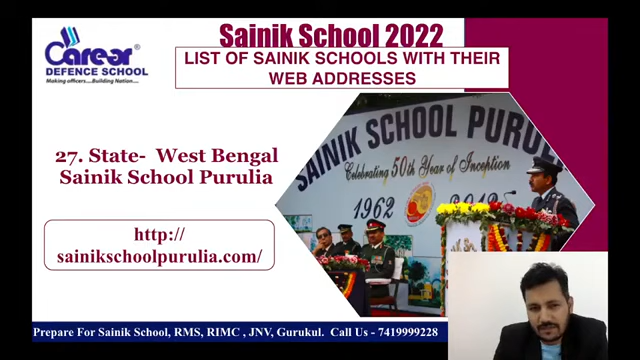 Sainik School 2022
Carear®
DEFENCE SCHOOL
Making officers.....Building Nation....
LIST OF SAINIK SCHOOLS WITH THEIR
WEB ADDRESSES
27. State- West Bengal
Sainik School Purulia
http://
sainikschoolpurulia.com/
SAINIK SCHOOL PURUL
Celebrating 50th Year of Inception
1962
Prepare For Sainik School, RMS, RIMC , JNV, Gurukul. Call Us - 7419999228